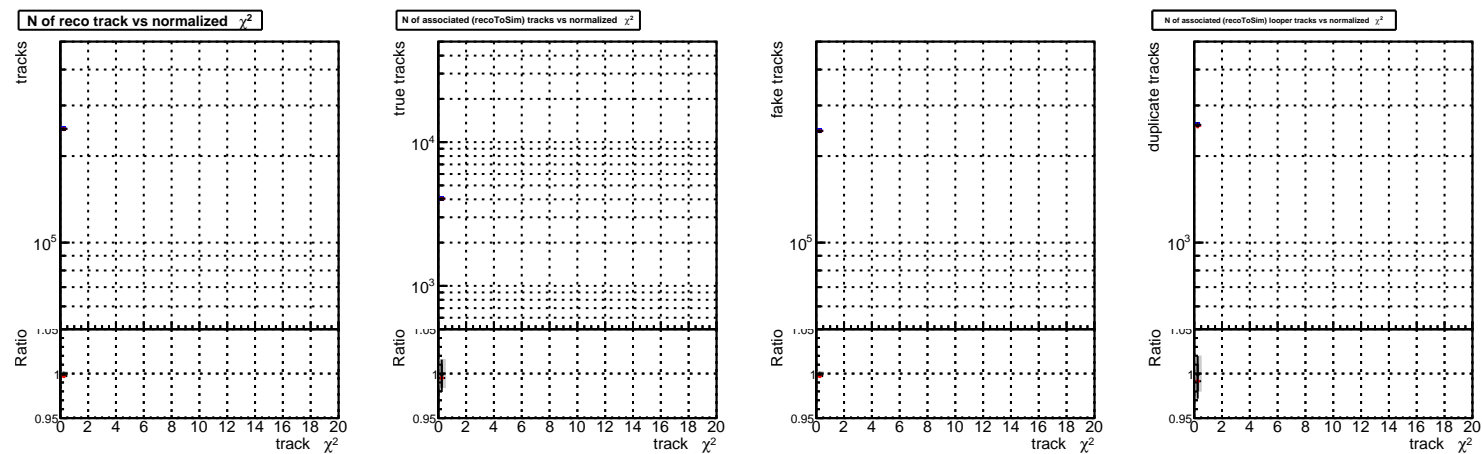 N of reco track vs normalized χ²
tracks
10⁵
1.05
Ratio
1
0.95
0 2 4 6 8 10 12 14 16 18 20
track χ²
N of associated (recoToSim) tracks vs normalized χ²
true tracks
10⁴
10³
1.05
Ratio
1
0.95
0 2 4 6 8 10 12 14 16 18 20
track χ²
fake tracks
10⁵
1.05
Ratio
1
0.95
0 2 4 6 8 10 12 14 16 18 20
track χ²
N of associated (recoToSim) looper tracks vs normalized χ²
duplicate tracks
10³
1.05
Ratio
1
0.95
0 2 4 6 8 10 12 14 16 18 20
track χ²